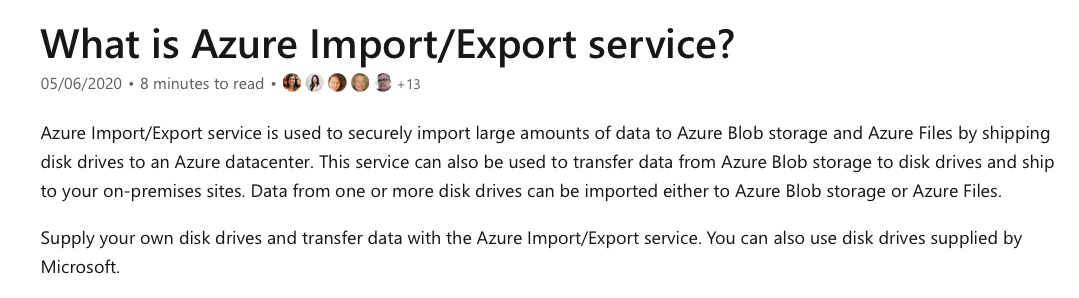 What is Azure Import/Export service?
05/06/2020 • 8 minutes to read • +13
Azure Import/Export service is used to securely import large amounts of data to Azure Blob storage and Azure Files by shipping
disk drives to an Azure datacenter. This service can also be used to transfer data from Azure Blob storage to disk drives and ship
to your on-premises sites. Data from one or more disk drives can be imported either to Azure Blob storage or Azure Files.
Supply your own disk drives and transfer data with the Azure Import/Export service. You can also use disk drives supplied by
Microsoft.